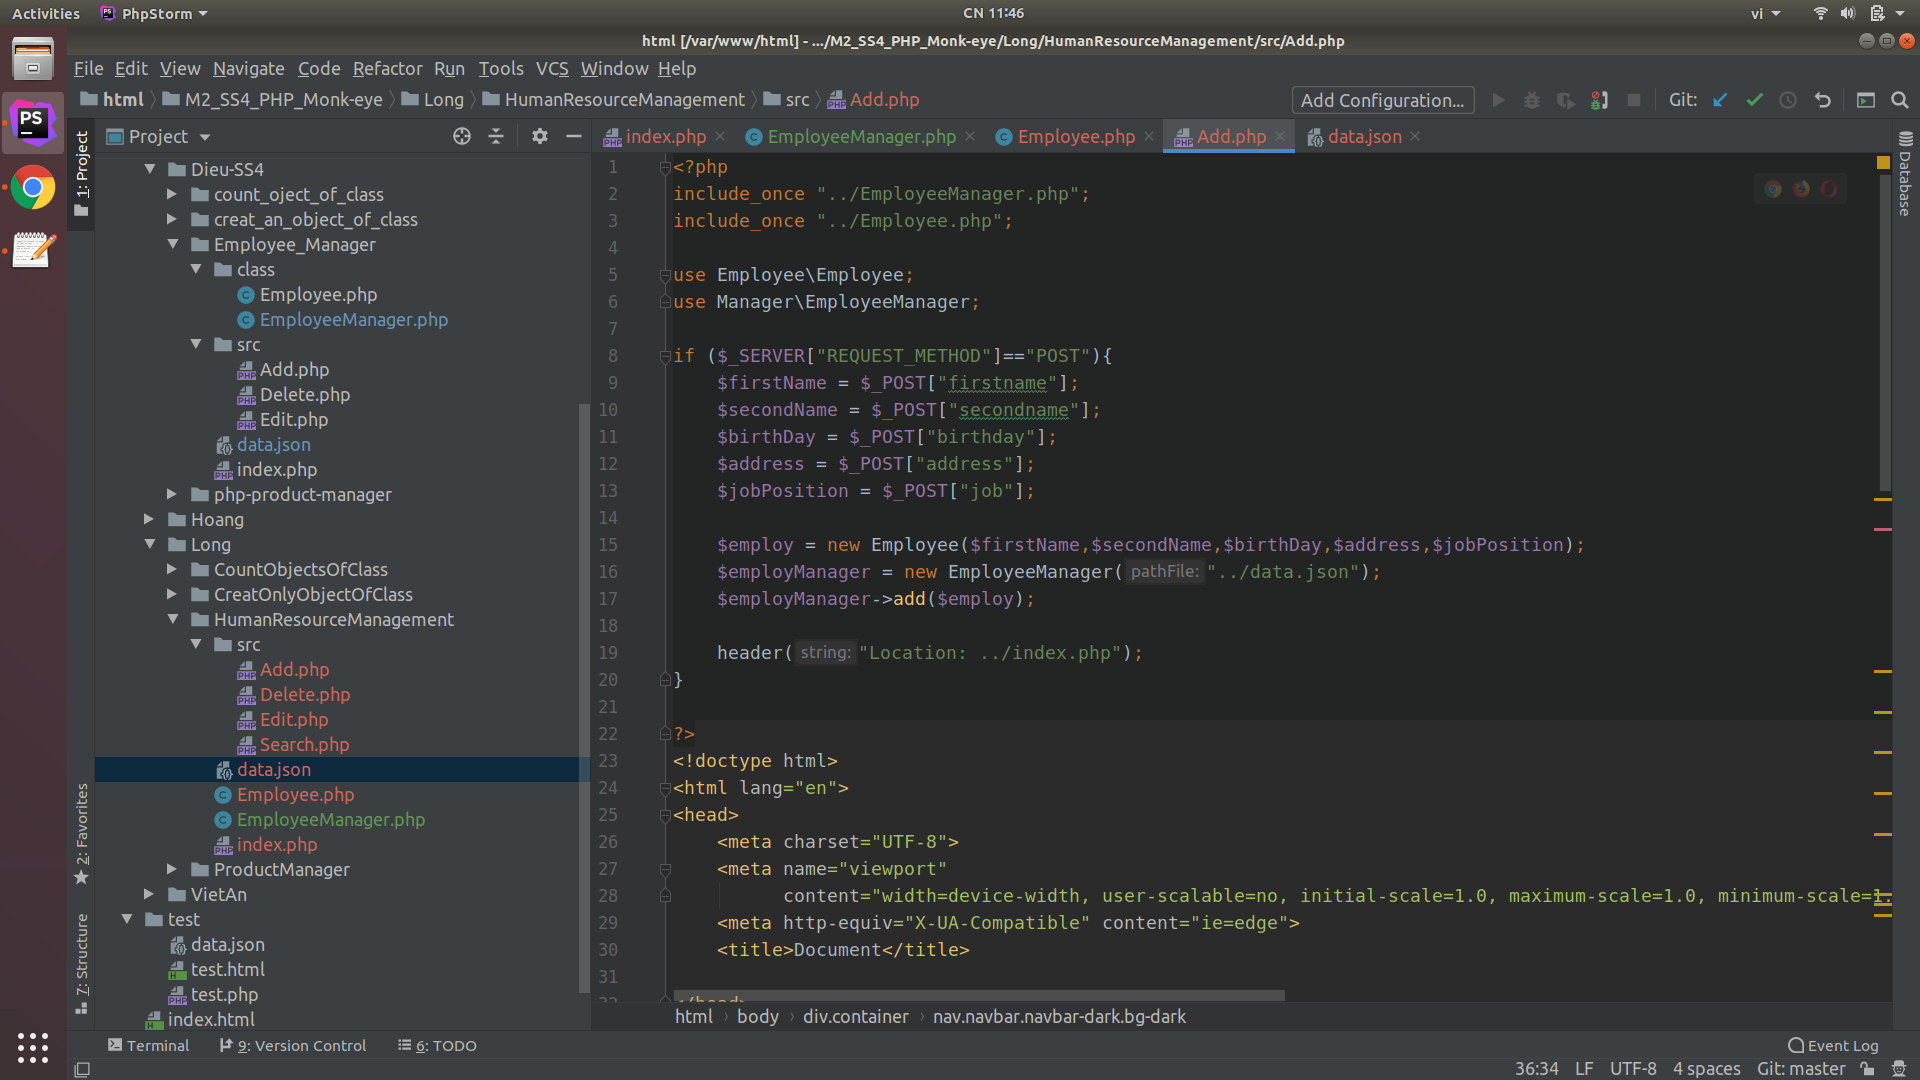 Activities PhpStorm CN 11:46 vi
html [/var/www/html] - .../M2_SS4_PHP_Monk-eye/Long/HumanResourceManagement/src/Add.php
File Edit View Navigate Code Refactor Run Tools VCS Window Help
html M2_SS4_PHP_Monk-eye Long HumanResourceManagement src Add.php Add Configuration... Git:
Project
index.php EmployeeManager.php Employee.php Add.php data.json
1: Project
2: Favorites
7: Structure
Database
Dieu-SS4
count_oject_of_class
creat_an_object_of_class
Employee_Manager
class
Employee.php
EmployeeManager.php
src
Add.php
Delete.php
Edit.php
data.json
index.php
php-product-manager
Hoang
Long
CountObjectsOfClass
CreatOnlyObjectOfClass
HumanResourceManagement
src
Add.php
Delete.php
Edit.php
Search.php
data.json
Employee.php
EmployeeManager.php
index.php
ProductManager
VietAn
test
data.json
test.html
test.php
index.html
1 <?php
2 include_once "../EmployeeManager.php";
3 include_once "../Employee.php";
4
5 use Employee\Employee;
6 use Manager\EmployeeManager;
7
8 if ($_SERVER["REQUEST_METHOD"]=="POST"){
9 $firstName = $_POST["firstname"];
10 $secondName = $_POST["secondname"];
11 $birthDay = $_POST["birthday"];
12 $address = $_POST["address"];
13 $jobPosition = $_POST["job"];
14
15 $employ = new Employee($firstName,$secondName,$birthDay,$address,$jobPosition);
16 $employManager = new EmployeeManager( pathFile: "../data.json");
17 $employManager->add($employ);
18
19 header( string: "Location: ../index.php");
20 }
21
22 ?>
23 <!doctype html>
24 <html lang="en">
25 <head>
26 <meta charset="UTF-8">
27 <meta name="viewport"
28 content="width=device-width, user-scalable=no, initial-scale=1.0, maximum-scale=1.0, minimum-scale=1.
29 <meta http-equiv="X-UA-Compatible" content="ie=edge">
30 <title>Document</title>
31
html body div.container nav.navbar.navbar-dark.bg-dark
Terminal 9: Version Control 6: TODO Event Log
36:34 LF UTF-8 4 spaces Git: master